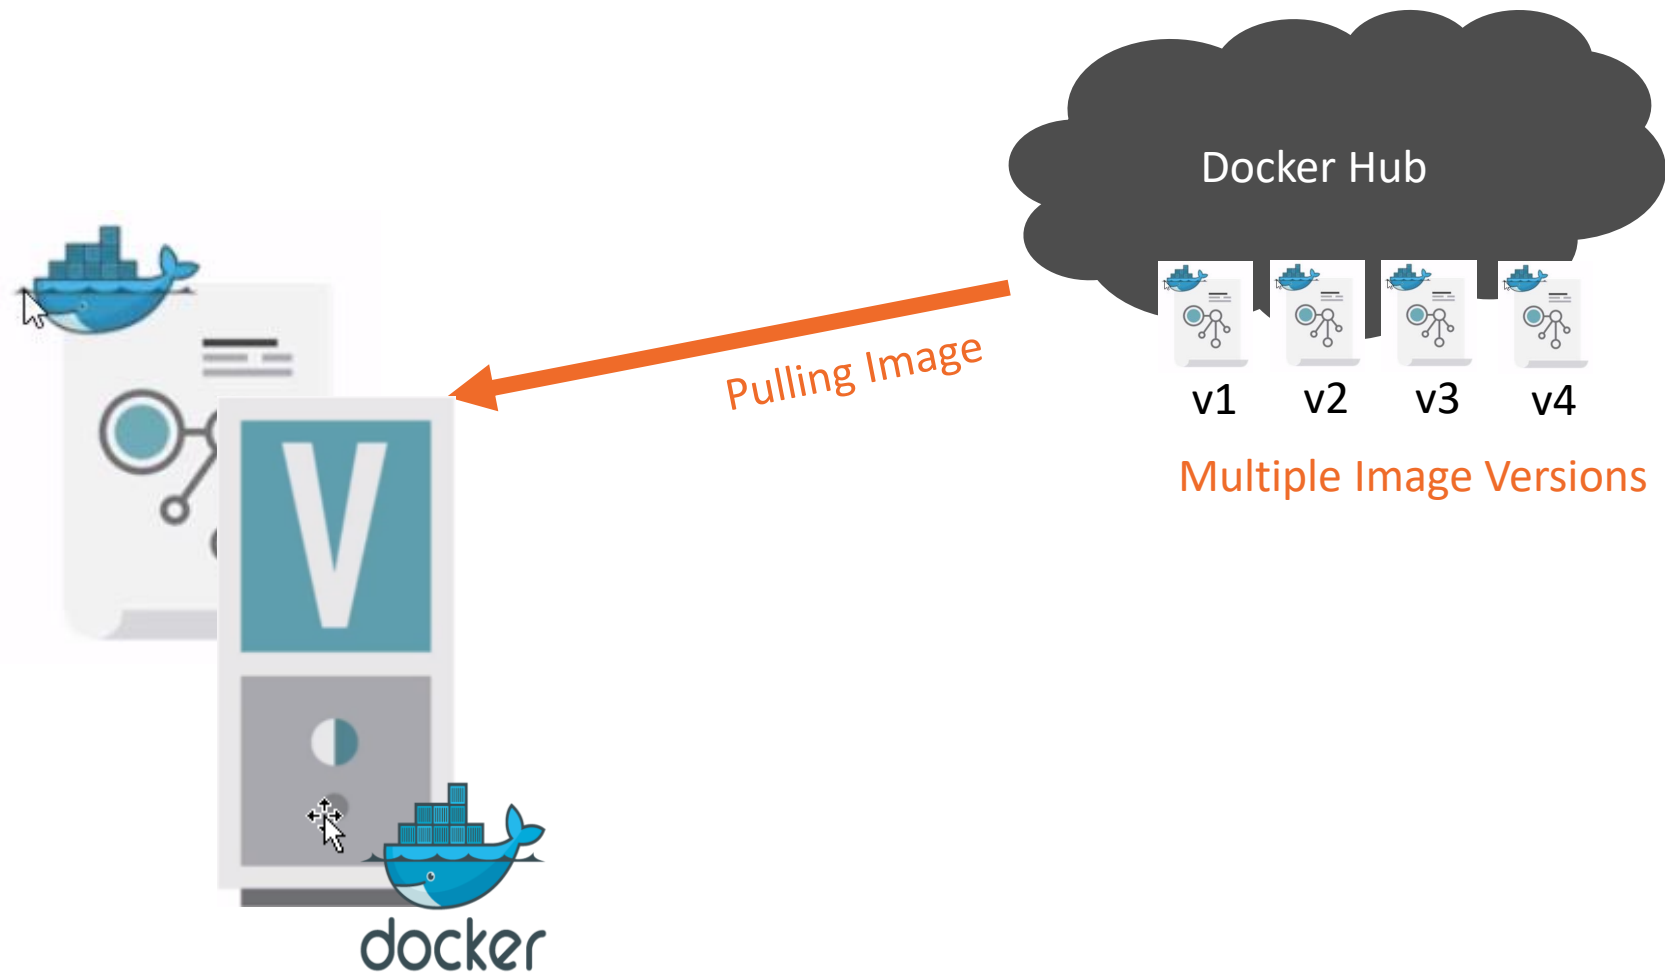 Docker Hub
Pulling Image
v1 v2 v3 v4
Multiple Image Versions
V
docker